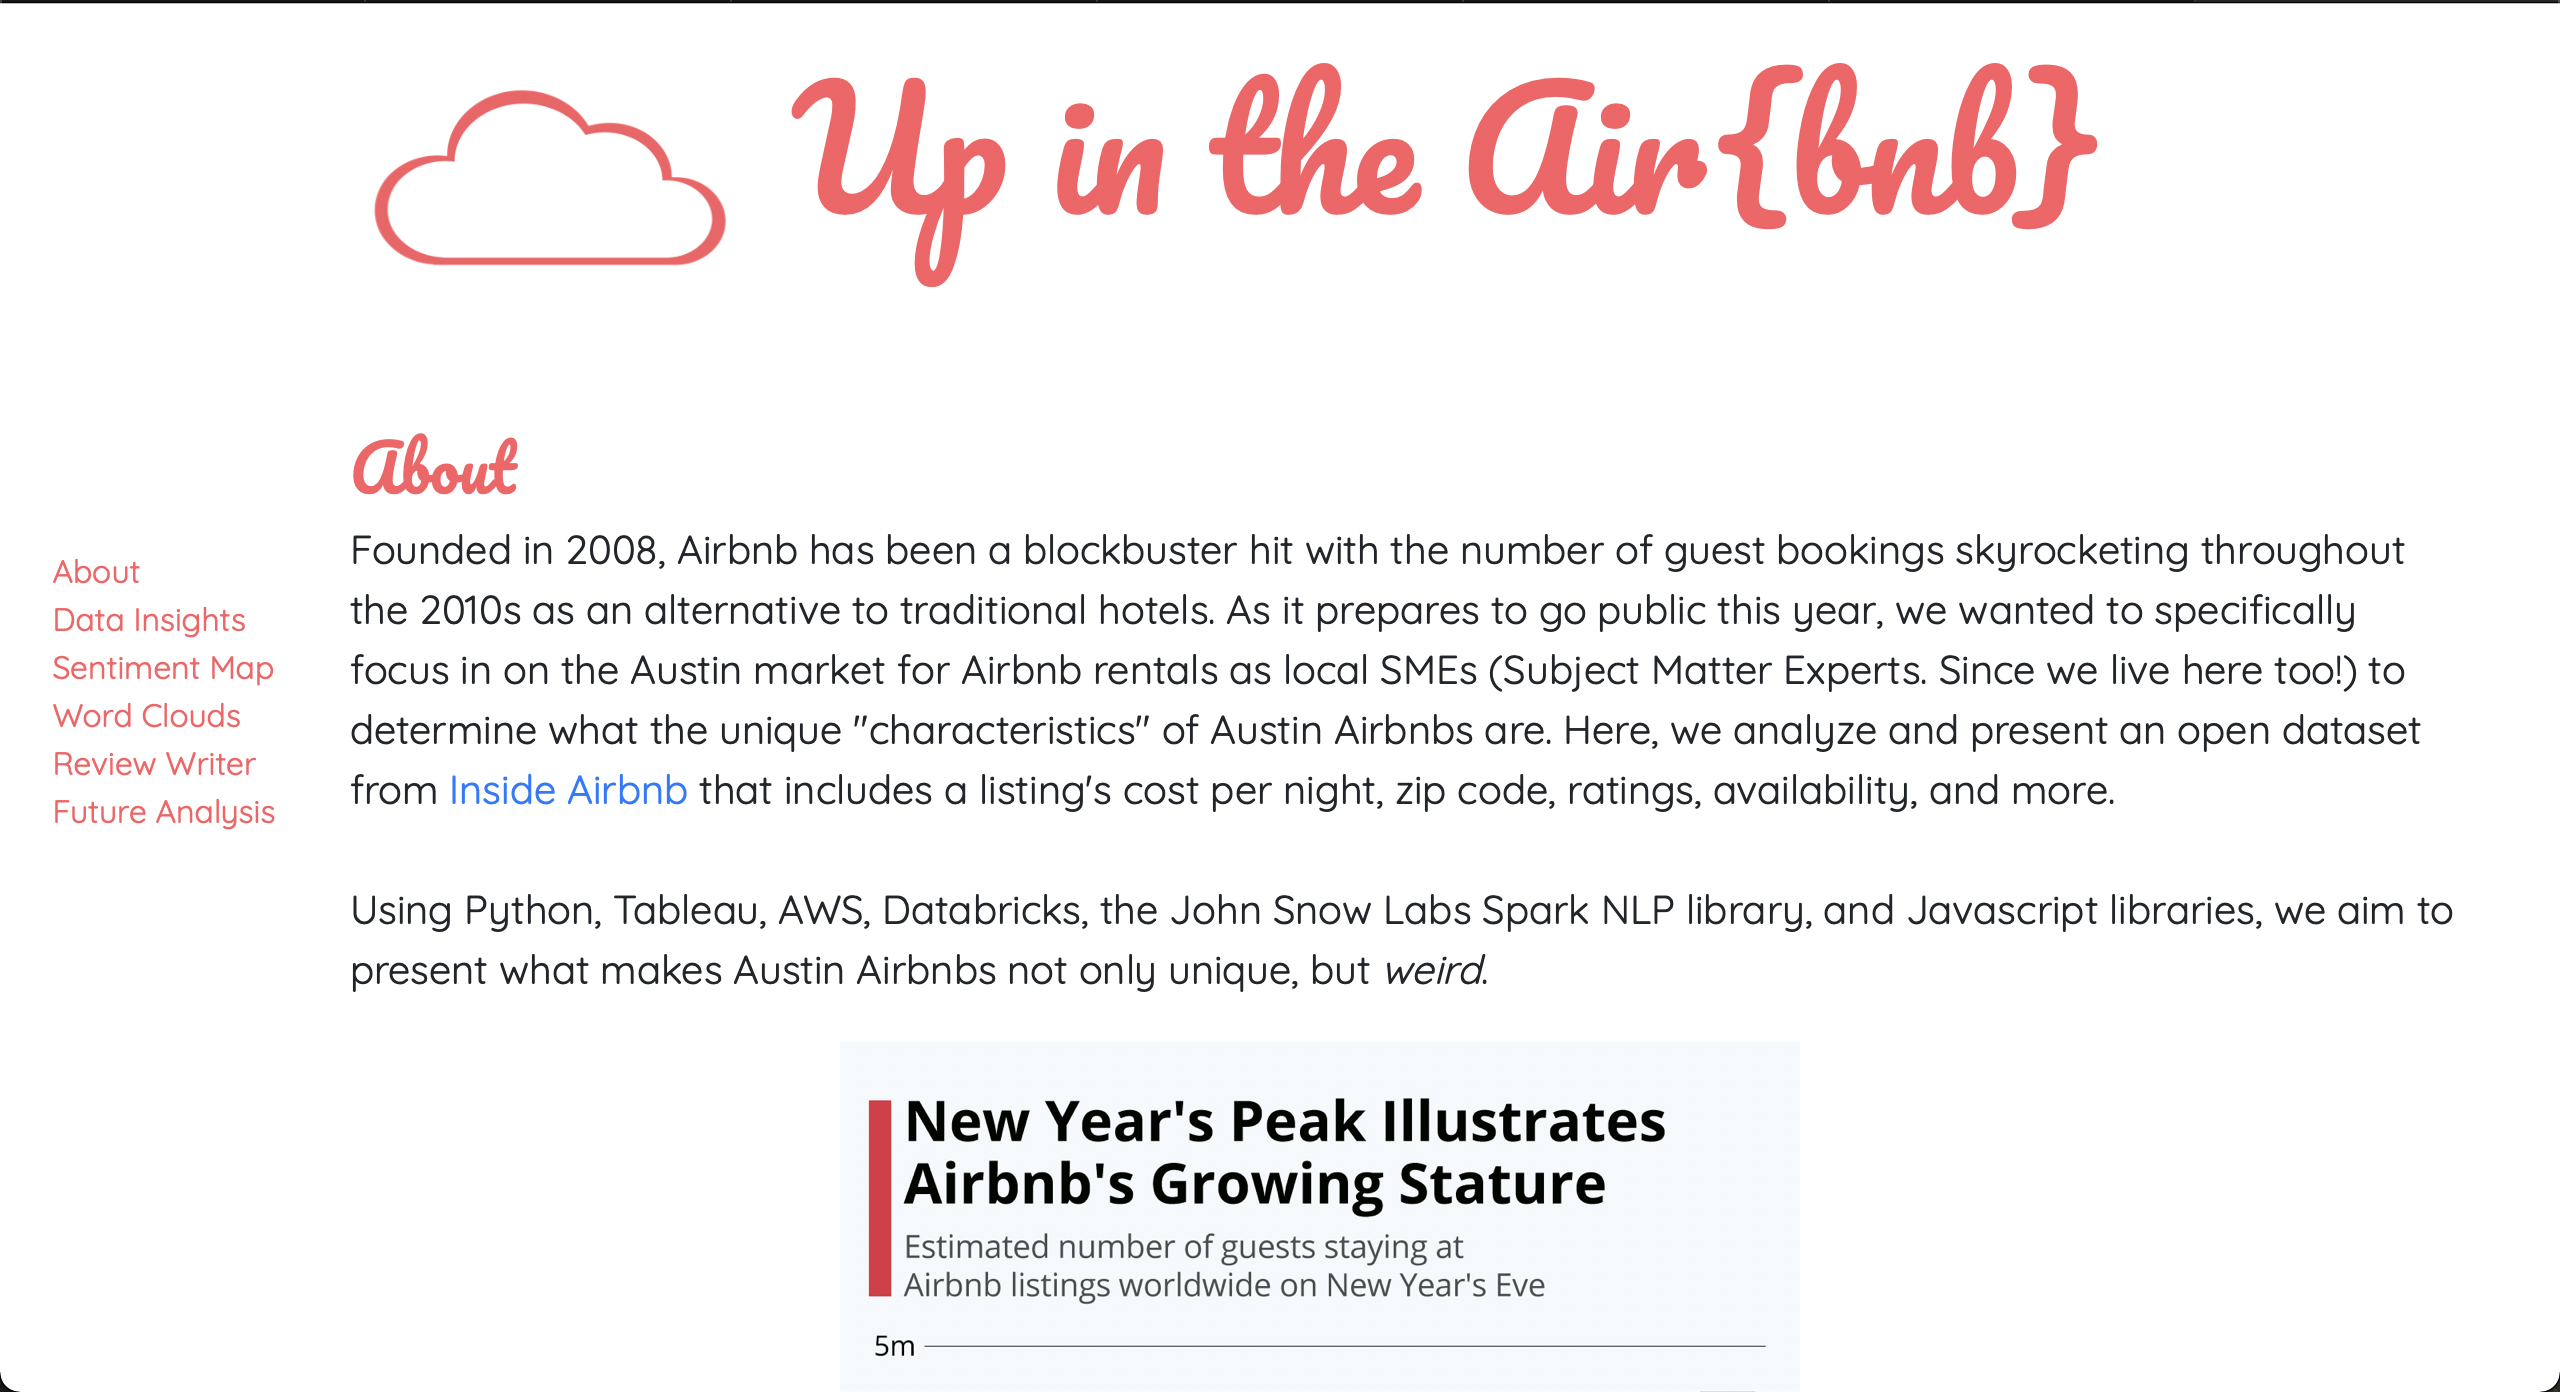 Up in the Air{bnb}
About
Data Insights
Sentiment Map
Word Clouds
Review Writer
Future Analysis
About
Founded in 2008, Airbnb has been a blockbuster hit with the number of guest bookings skyrocketing throughout
the 2010s as an alternative to traditional hotels. As it prepares to go public this year, we wanted to specifically
focus in on the Austin market for Airbnb rentals as local SMEs (Subject Matter Experts. Since we live here too!) to
determine what the unique "characteristics" of Austin Airbnbs are. Here, we analyze and present an open dataset
from Inside Airbnb that includes a listing's cost per night, zip code, ratings, availability, and more.
Using Python, Tableau, AWS, Databricks, the John Snow Labs Spark NLP library, and Javascript libraries, we aim to
present what makes Austin Airbnbs not only unique, but weird.
New Year's Peak Illustrates
Airbnb's Growing Stature
Estimated number of guests staying at
Airbnb listings worldwide on New Year's Eve
5m